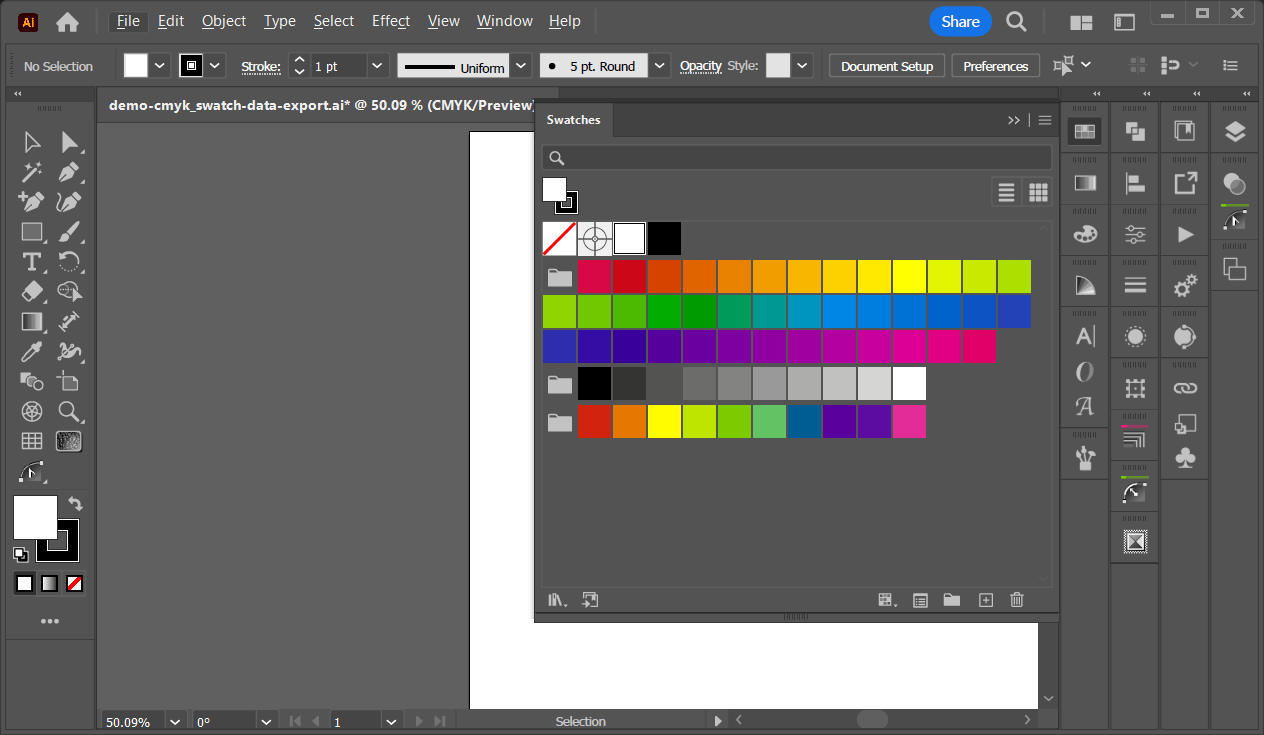 Ai File Edit Object Type Select Effect View Window Help Share
No Selection Stroke: 1 pt Uniform 5 pt. Round Opacity Style: Document Setup Preferences
demo-cmyk_swatch-data-export.ai* @ 50.09 % (CMYK/Preview)
Swatches
50.09% 0° 1 Selection